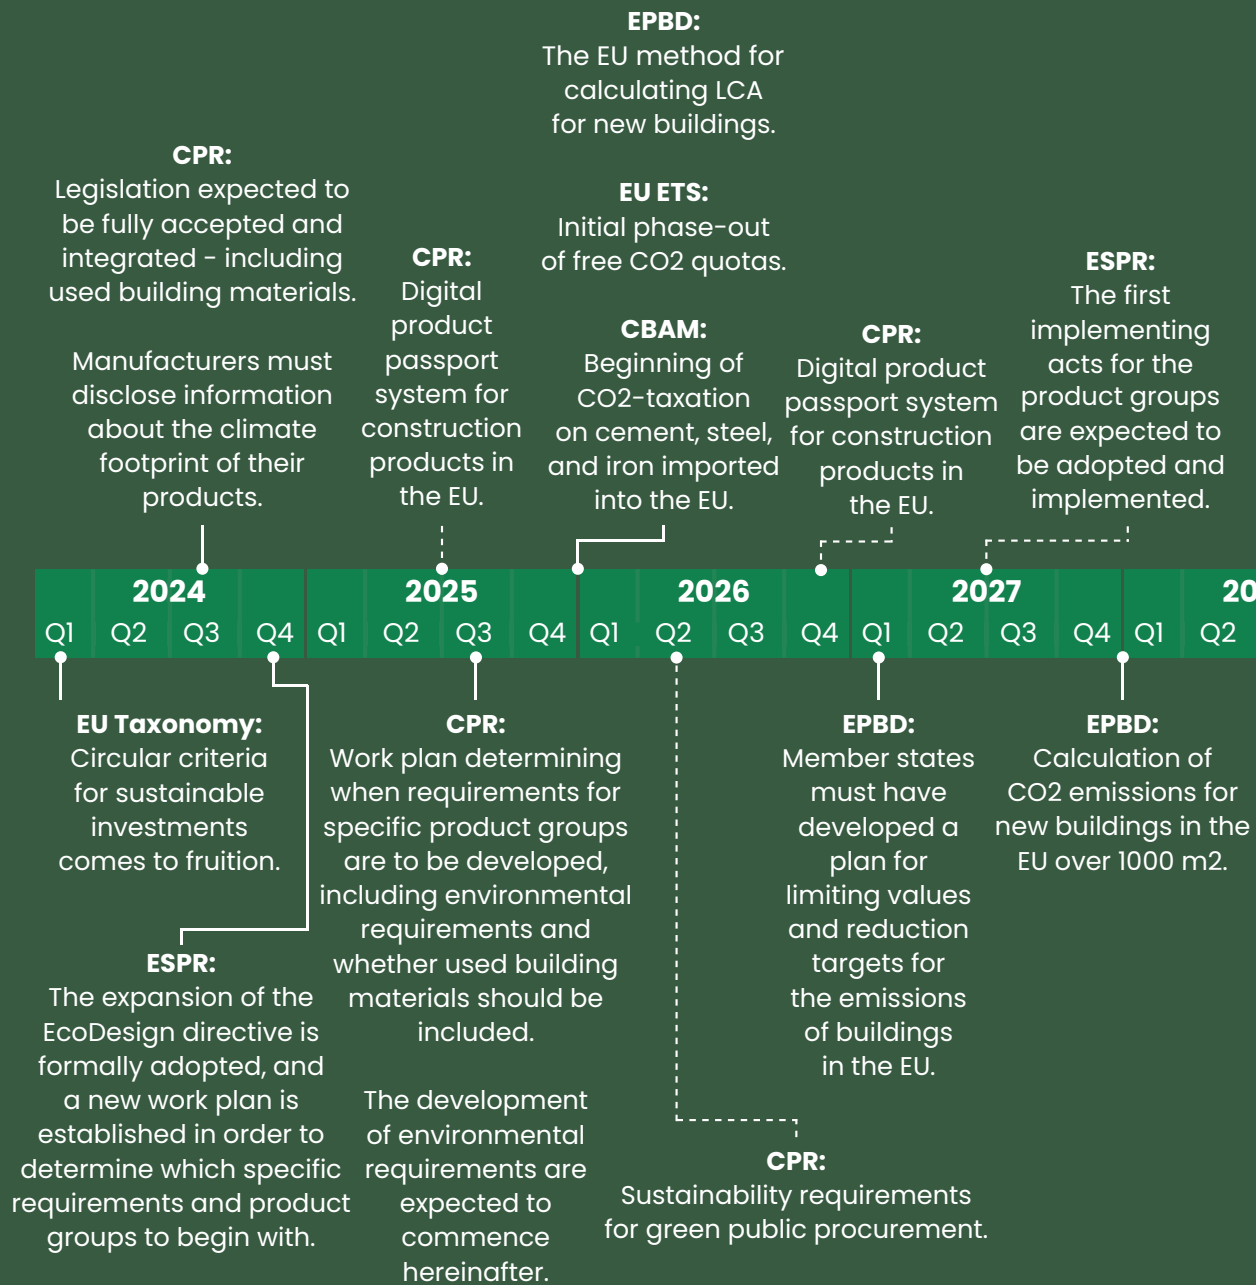 EPBD:
The EU method for
calculating LCA
for new buildings.
EU ETS:
Initial phase-out
of free CO2 quotas.
CBAM:
Beginning of
CO2-taxation
on cement, steel,
and iron imported
into the EU.
CPR:
Legislation expected to
be fully accepted and
integrated - including
used building materials.
Manufacturers must
disclose information
about the climate
footprint of their
products.
CPR:
Digital
product
passport
system for
construction
products in
the EU.
CPR:
Digital product
passport system
for construction
products in
the EU.
ESPR:
The first
implementing
acts for the
product groups
are expected to
be adopted and
implemented.
2024 2025 2026 2027 20
Q1 Q2 Q3 Q4 Q1 Q2 Q3 Q4 Q1 Q2 Q3 Q4 Q1 Q2 Q3 Q4 Q1 Q2
EU Taxonomy:
Circular criteria
for sustainable
investments
comes to fruition.
ESPR:
The expansion of the
EcoDesign directive is
formally adopted, and
a new work plan is
established in order to
determine which specific
requirements and product
groups to begin with.
CPR:
Work plan determining
when requirements for
specific product groups
are to be developed,
including environmental
requirements and
whether used building
materials should be
included.
The development
of environmental
requirements are
expected to
commence
hereinafter.
CPR:
Sustainability requirements
for green public procurement.
EPBD:
Member states
must have
developed a
plan for
limiting values
and reduction
targets for
the emissions
of buildings
in the EU.
EPBD:
Calculation of
CO2 emissions for
new buildings in the
EU over 1000 m2.